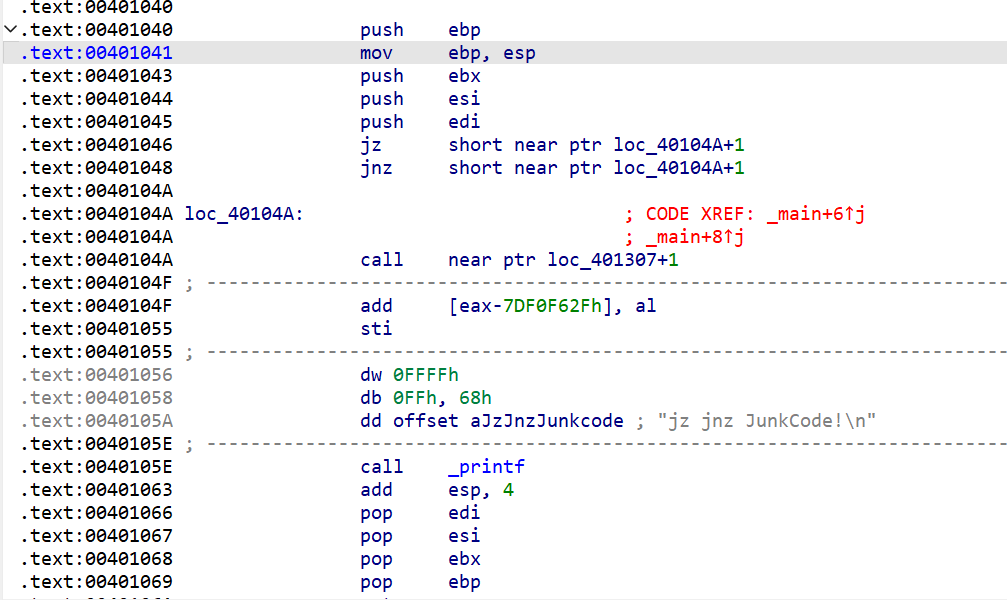 .text:00401040
.text:00401040 push ebp
.text:00401041 mov ebp, esp
.text:00401043 push ebx
.text:00401044 push esi
.text:00401045 push edi
.text:00401046 jz short near ptr loc_40104A+1
.text:00401048 jnz short near ptr loc_40104A+1
.text:0040104A
.text:0040104A loc_40104A: ; CODE XREF: _main+6↑j
.text:0040104A ; _main+8↑j
.text:0040104A call near ptr loc_401307+1
.text:0040104F ; ---------------------------------------------------------------------------
.text:0040104F add [eax-7DF0F62Fh], al
.text:00401055 sti
.text:00401055 ; ---------------------------------------------------------------------------
.text:00401056 dw 0FFFFh
.text:00401058 db 0FFh, 68h
.text:0040105A dd offset aJzJnzJunkcode ; "jz jnz JunkCode!\n"
.text:0040105E ; ---------------------------------------------------------------------------
.text:0040105E call _printf
.text:00401063 add esp, 4
.text:00401066 pop edi
.text:00401067 pop esi
.text:00401068 pop ebx
.text:00401069 pop ebp